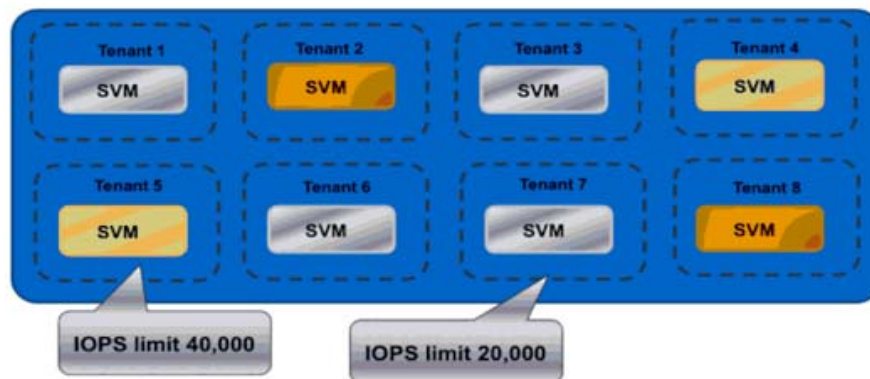 Tenant 1
SVM
Tenant 2
SVM
Tenant 3
SVM
Tenant 4
SVM
Tenant 5
SVM
Tenant 6
SVM
Tenant 7
SVM
Tenant 8
SVM
IOPS limit 40,000
IOPS limit 20,000